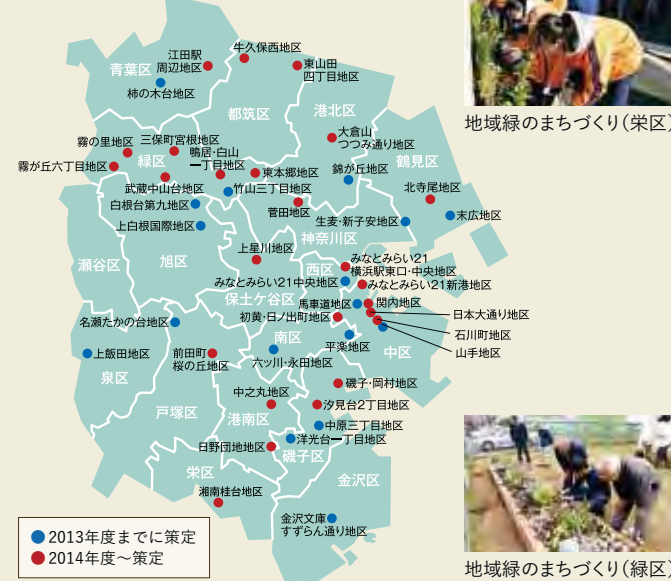 青葉区
江田駅
周辺地区
柿の木台地区
牛久保西地区
東山田
四丁目地区
都筑区
港北区
大倉山
つつみ通り地区
鶴見区
地域緑のまちづくり(栄区)
霧の里地区
三保町宮根地区
緑区
鴨居・白山
一丁目地区
霧が丘六丁目地区
武蔵中山台地区
東本郷地区
竹山三丁目地区
錦が丘地区
北寺尾地区
白根台第九地区
菅田地区
生麦・新子安地区
末広地区
上白根国際地区
神奈川区
瀬谷区
旭区
上星川地区
西区
みなとみらい21
横浜駅東口・中央地区
みなとみらい21中央地区
みなとみらい21新港地区
保土ケ谷区
馬車道地区
関内地区
初黄・日ノ出町地区
日本大通り地区
名瀬たかの台地区
南区
石川町地区
平楽地区
中区
山手地区
上飯田地区
前田町
桜の丘地区
六ッ川・永田地区
泉区
中之丸地区
磯子・岡村地区
戸塚区
港南区
汐見台2丁目地区
中原三丁目地区
日野団地地区
洋光台一丁目地区
磯子区
栄区
金沢区
湘南桂台地区
金沢文庫
すずらん通り地区
2013年度までに策定
2014年度〜策定
地域緑のまちづくり(緑区)